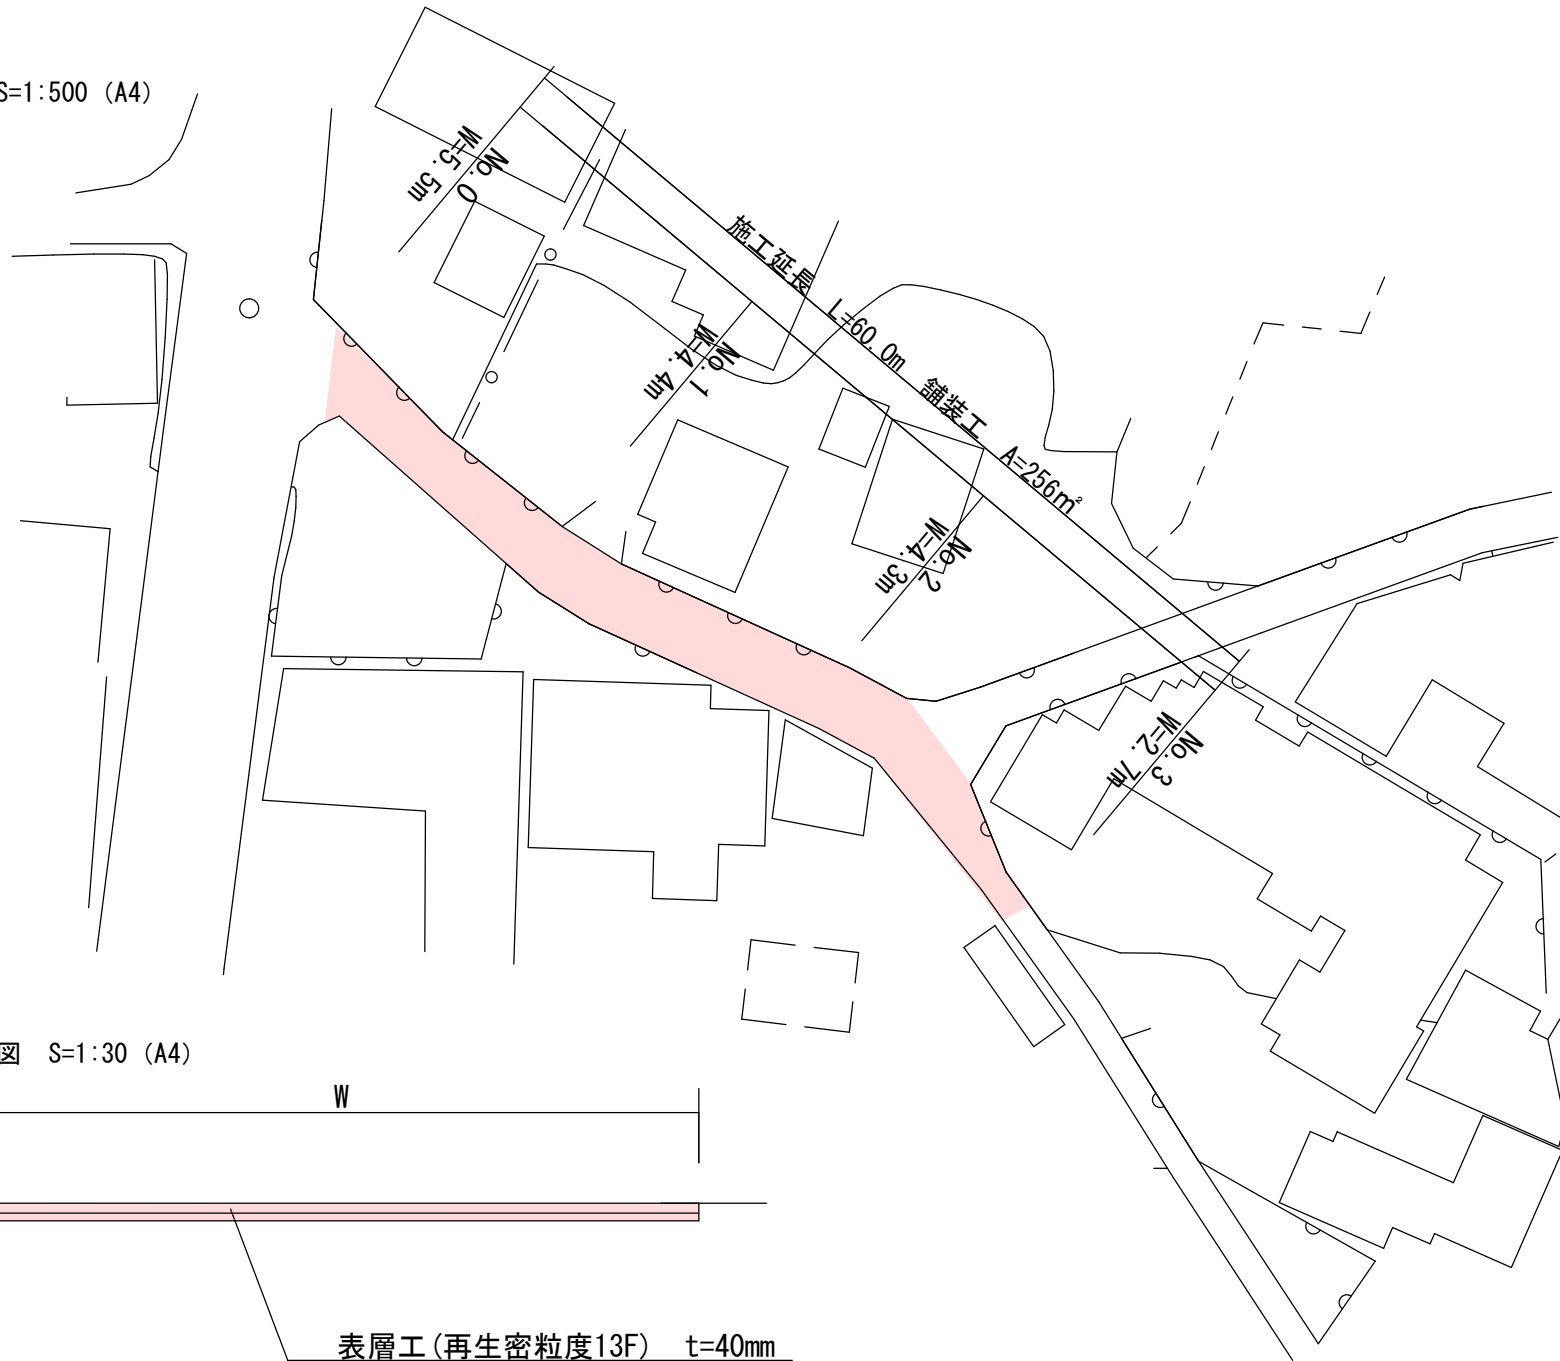 S=1:500 (A4)
No.0
W=5.5m
施工延長 L=60.0m 舗装工 A=256㎡
No.1
W=4.4m
No.2
W=4.3m
No.3
W=2.7m
図 S=1:30 (A4)
W
表層工(再生密粒度13F) t=40mm